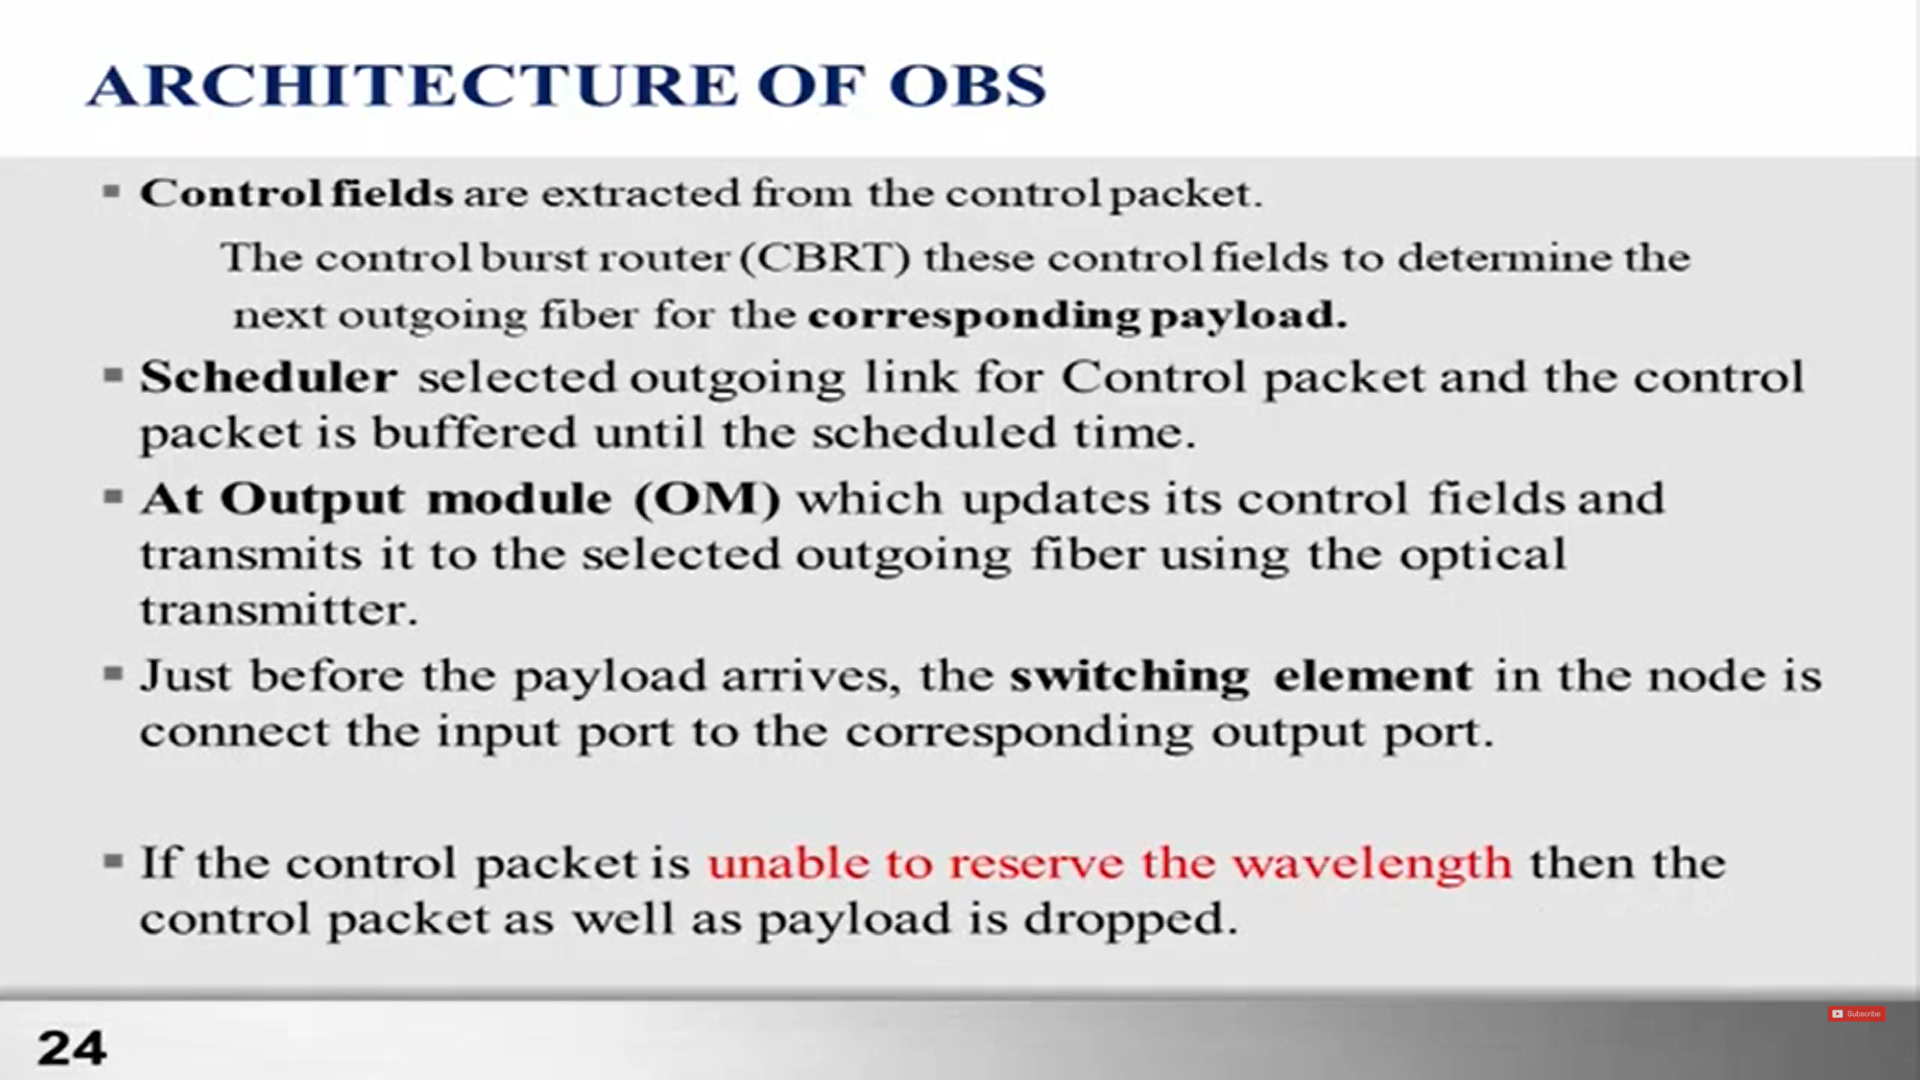 ARCHITECTURE OF OBS
▪ Control fields are extracted from the control packet.
The control burst router (CBRT) these control fields to determine the
next outgoing fiber for the corresponding payload.
▪ Scheduler selected outgoing link for Control packet and the control
packet is buffered until the scheduled time.
▪ At Output module (OM) which updates its control fields and
transmits it to the selected outgoing fiber using the optical
transmitter.
▪ Just before the payload arrives, the switching element in the node is
connect the input port to the corresponding output port.
▪ If the control packet is unable to reserve the wavelength then the
control packet as well as payload is dropped.
Subscribe
24